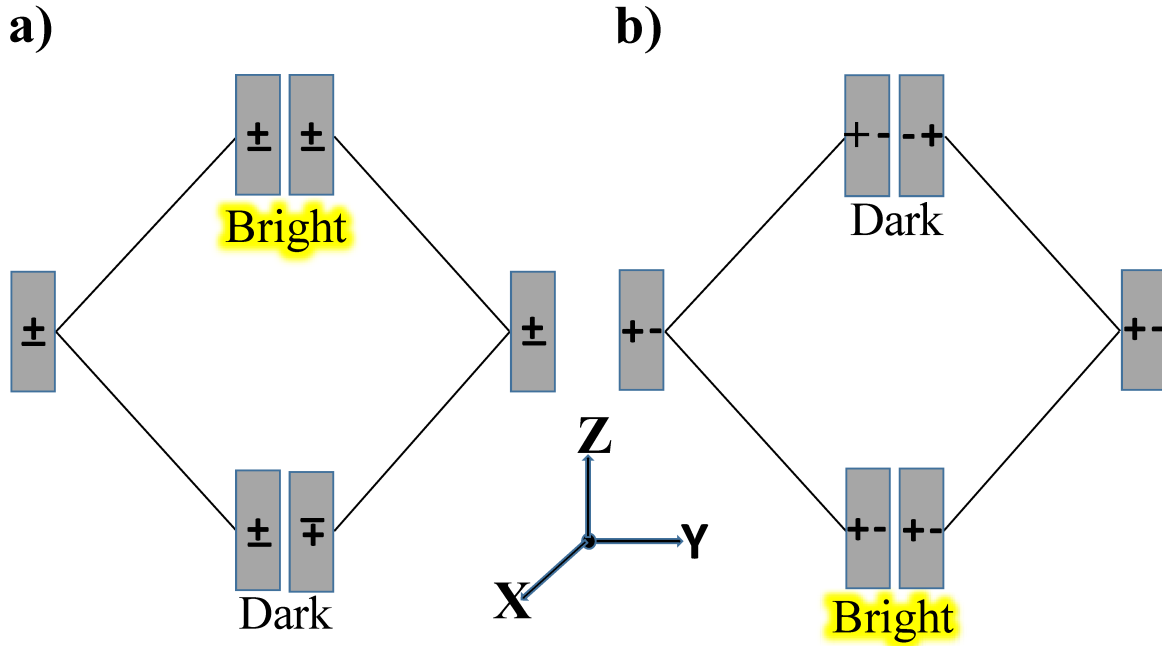 a)
± ±
Bright
± ±
± ∓
Dark
b)
+ - - +
Dark
+ - + -
+ - + -
Bright
Z
Y
X